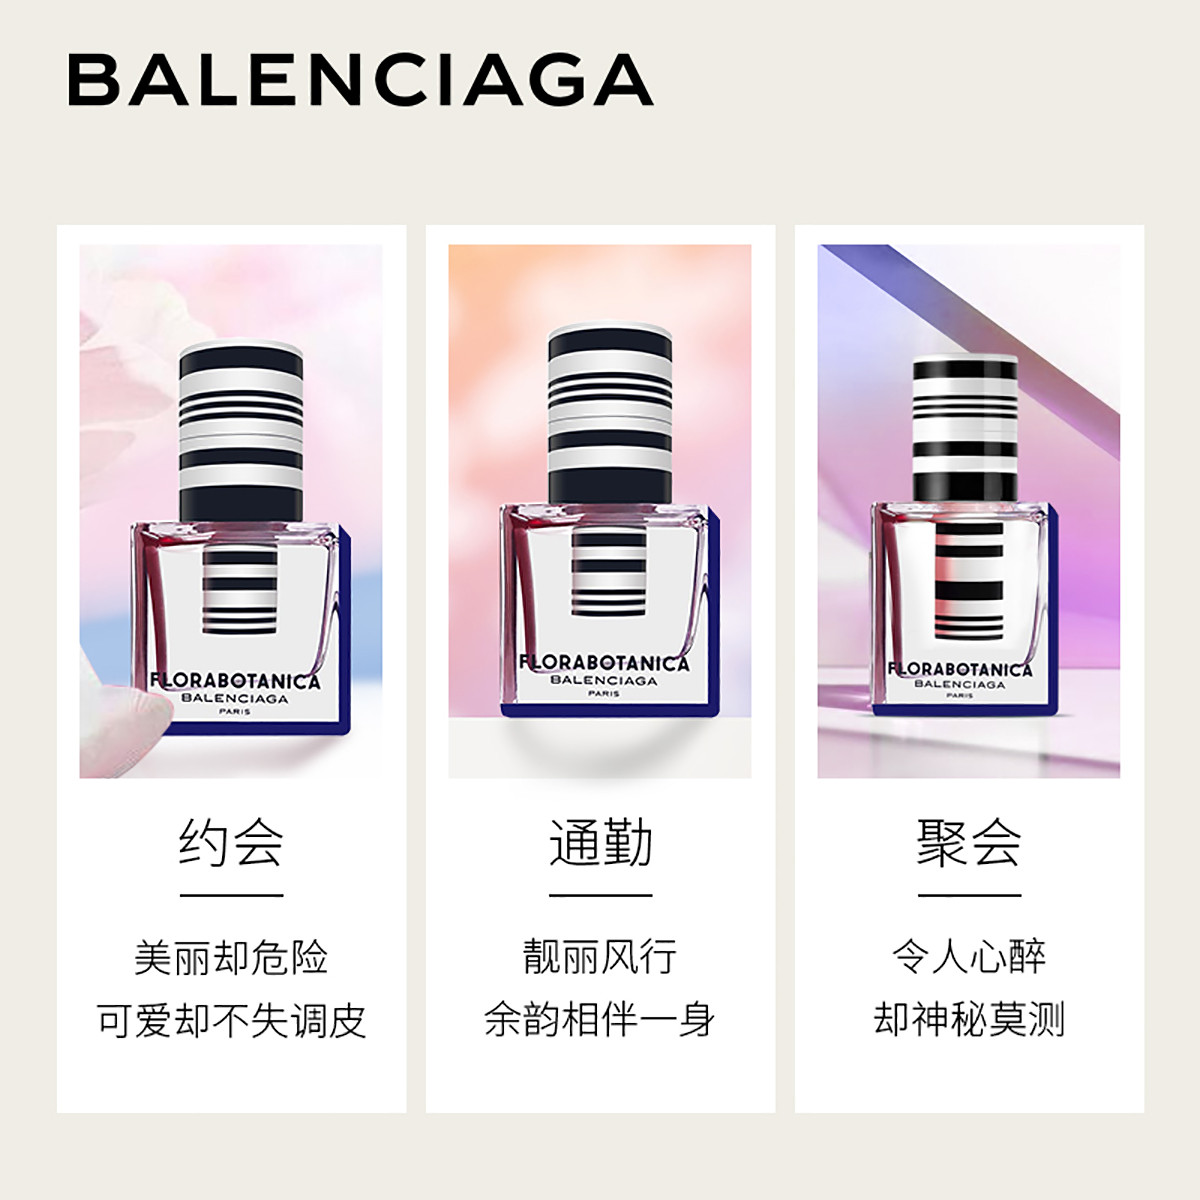 BALENCIAGA
FLORABOTANICA
BALENCIAGA
PARIS
约会
美丽却危险
可爱却不失调皮
FLORABOTANICA
BALENCIAGA
PARIS
通勤
靓丽风行
余韵相伴一身
FLORABOTANICA
BALENCIAGA
PARIS
聚会
令人心醉
却神秘莫测